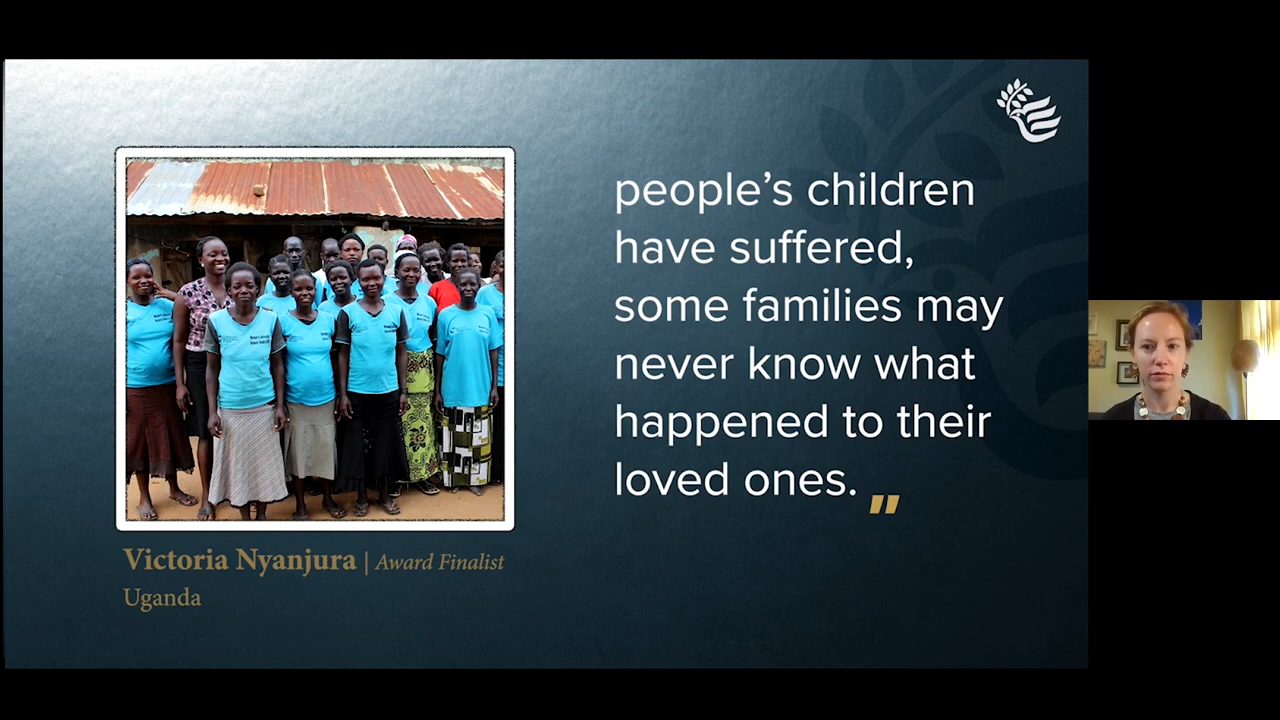 people’s children
have suffered,
some families may
never know what
happened to their
loved ones. "
Victoria Nyanjura | Award Finalist
Uganda